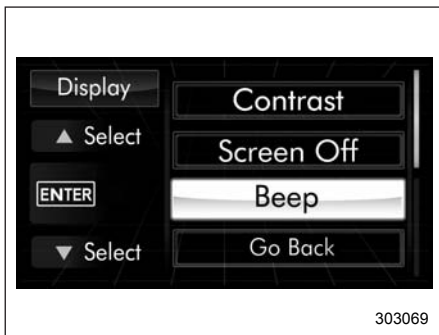 Display
▲ Select
ENTER
▼ Select
Contrast
Screen Off
Beep
Go Back
303069